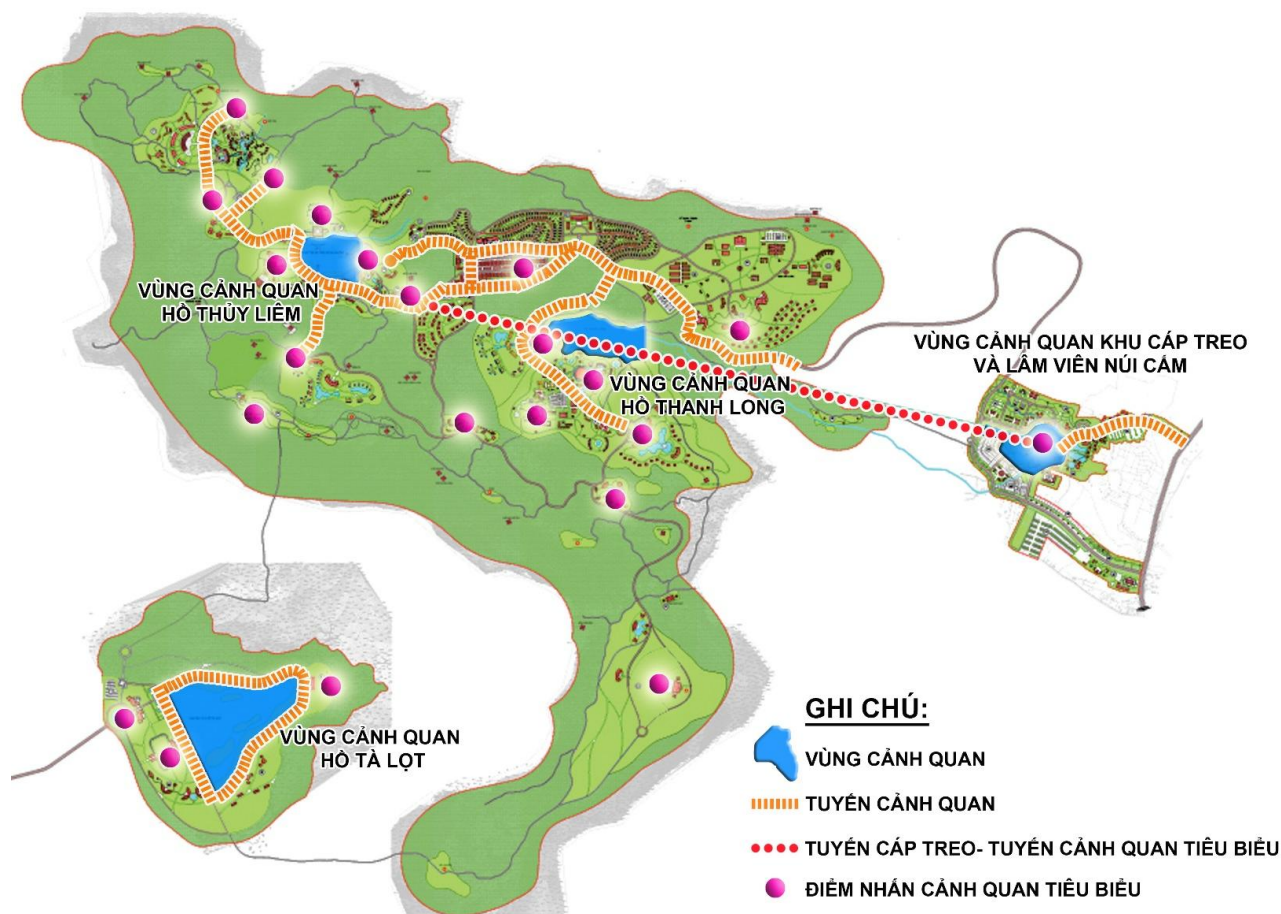 VÙNG CẢNH QUAN
HỒ THỦY LIÊM
VÙNG CẢNH QUAN KHU CÁP TREO
VÀ LÂM VIÊN NÚI CẤM
VÙNG CẢNH QUAN
HỒ THANH LONG
VÙNG CẢNH QUAN
HỒ TÀ LỌT
GHI CHÚ:
VÙNG CẢNH QUAN
TUYẾN CẢNH QUAN
TUYẾN CÁP TREO- TUYẾN CẢNH QUAN TIÊU BIỂU
ĐIỂM NHẤN CẢNH QUAN TIÊU BIỂU